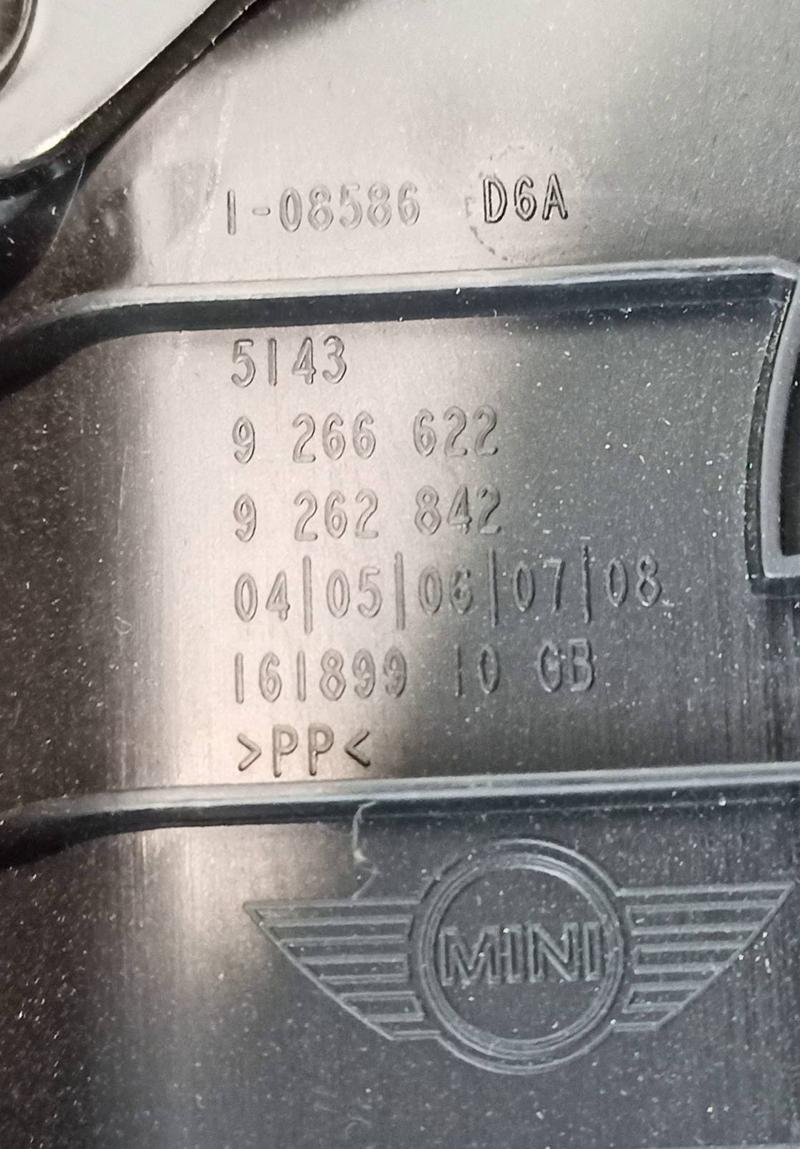 1-08586 D6A
5143
9 266 622
9 262 842
04|05|06|07|08
161899 10 GB
>PP<
MINI